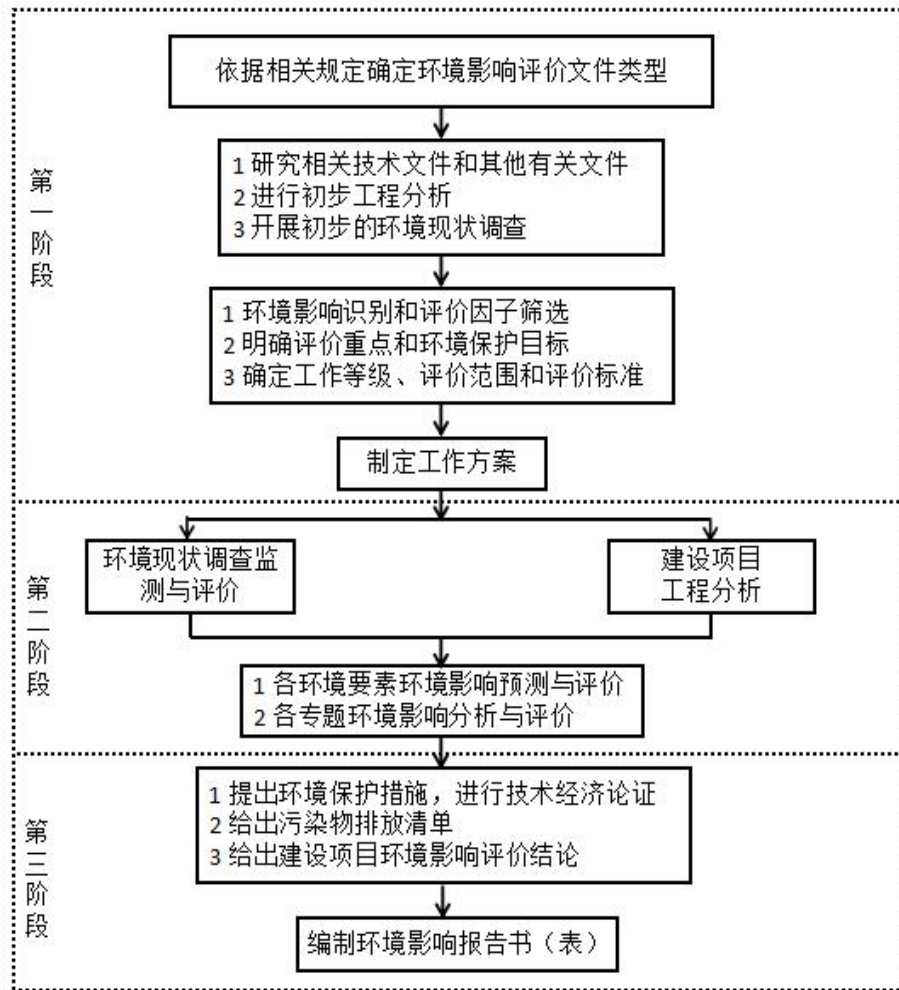 依据相关规定确定环境影响评价文件类型
第一阶段
1 研究相关技术文件和其他有关文件
2 进行初步工程分析
3 开展初步的环境现状调查
1 环境影响识别和评价因子筛选
2 明确评价重点和环境保护目标
3 确定工作等级、评价范围和评价标准
制定工作方案
第二阶段
环境现状调查监
测与评价
建设项目
工程分析
1 各环境要素环境影响预测与评价
2 各专题环境影响分析与评价
第三阶段
1 提出环境保护措施，进行技术经济论证
2 给出污染物排放清单
3 给出建设项目环境影响评价结论
编制环境影响报告书（表）